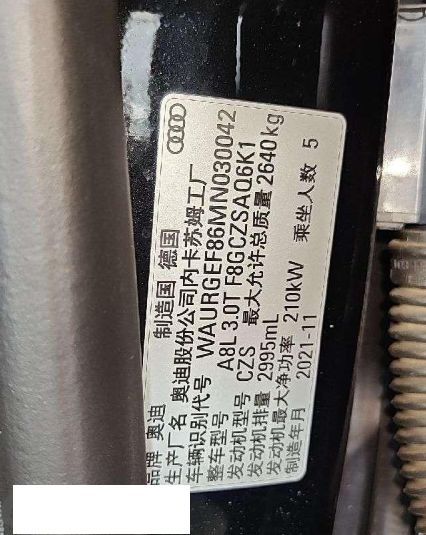 品牌 奥迪 制造国 德国
生产厂名 奥迪股份公司内卡苏姆工厂
车辆识别代号 WAURGEF86MN030042
整车型号 A8L 3.0T F8GCZSAQ6K1
发动机型号 CZS 最大允许总质量 2640kg
发动机排量 2995mL
发动机最大净功率 210kW 乘坐人数 5
制造年月 2021-11